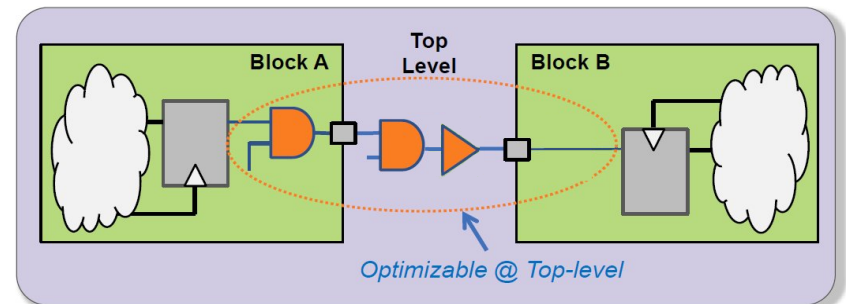 Block A
Top
Level
Block B
Optimizable @ Top-level